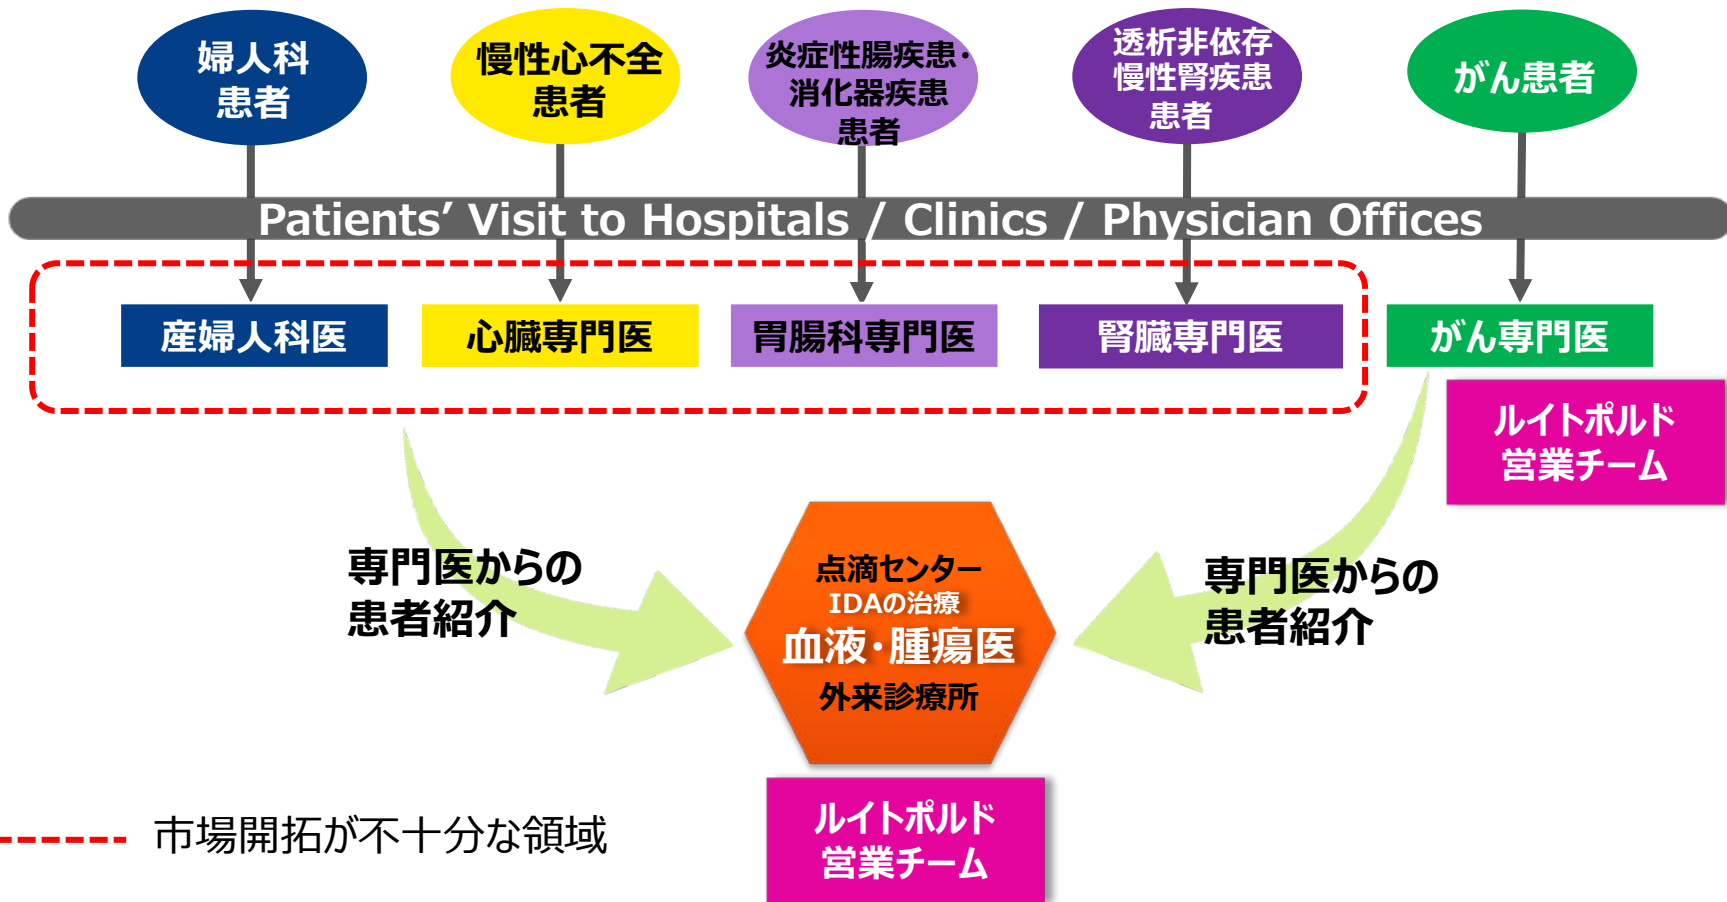 婦人科
患者
慢性心不全
患者
炎症性腸疾患・
消化器疾患
患者
透析非依存
慢性腎疾患
患者
がん患者
Patients’ Visit to Hospitals / Clinics / Physician Offices
産婦人科医
心臓専門医
胃腸科専門医
腎臓専門医
がん専門医
ルイトポルド
営業チーム
専門医からの
患者紹介
点滴センター
IDAの治療
血液・腫瘍医
外来診療所
専門医からの
患者紹介
ルイトポルド
営業チーム
市場開拓が不十分な領域